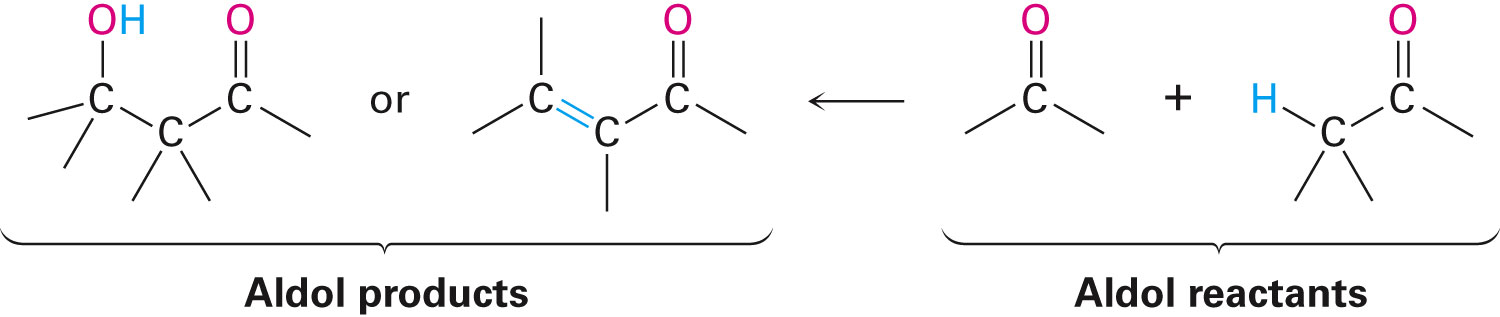 OH O O O O
C C or C C C + H C
C C C
Aldol products Aldol reactants